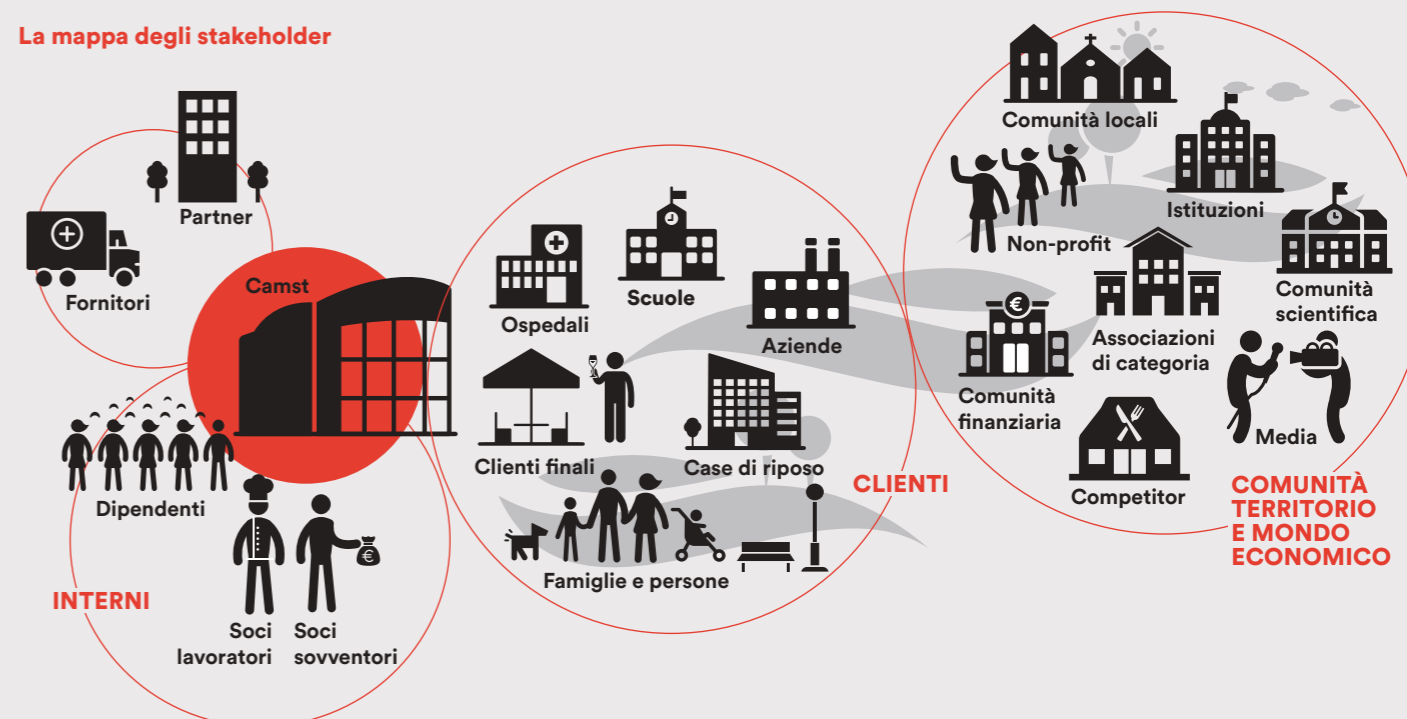 La mappa degli stakeholder
Partner
Fornitori
Camst
Dipendenti
INTERNI
Soci
lavoratori
Soci
sovventori
Ospedali
Scuole
Aziende
Clienti finali
Case di riposo
CLIENTI
Famiglie e persone
Comunità locali
Istituzioni
Non-profit
Comunità
scientifica
Associazioni
di categoria
€
Comunità
finanziaria
Media
Competitor
COMUNITÀ
TERRITORIO
E MONDO
ECONOMICO
€